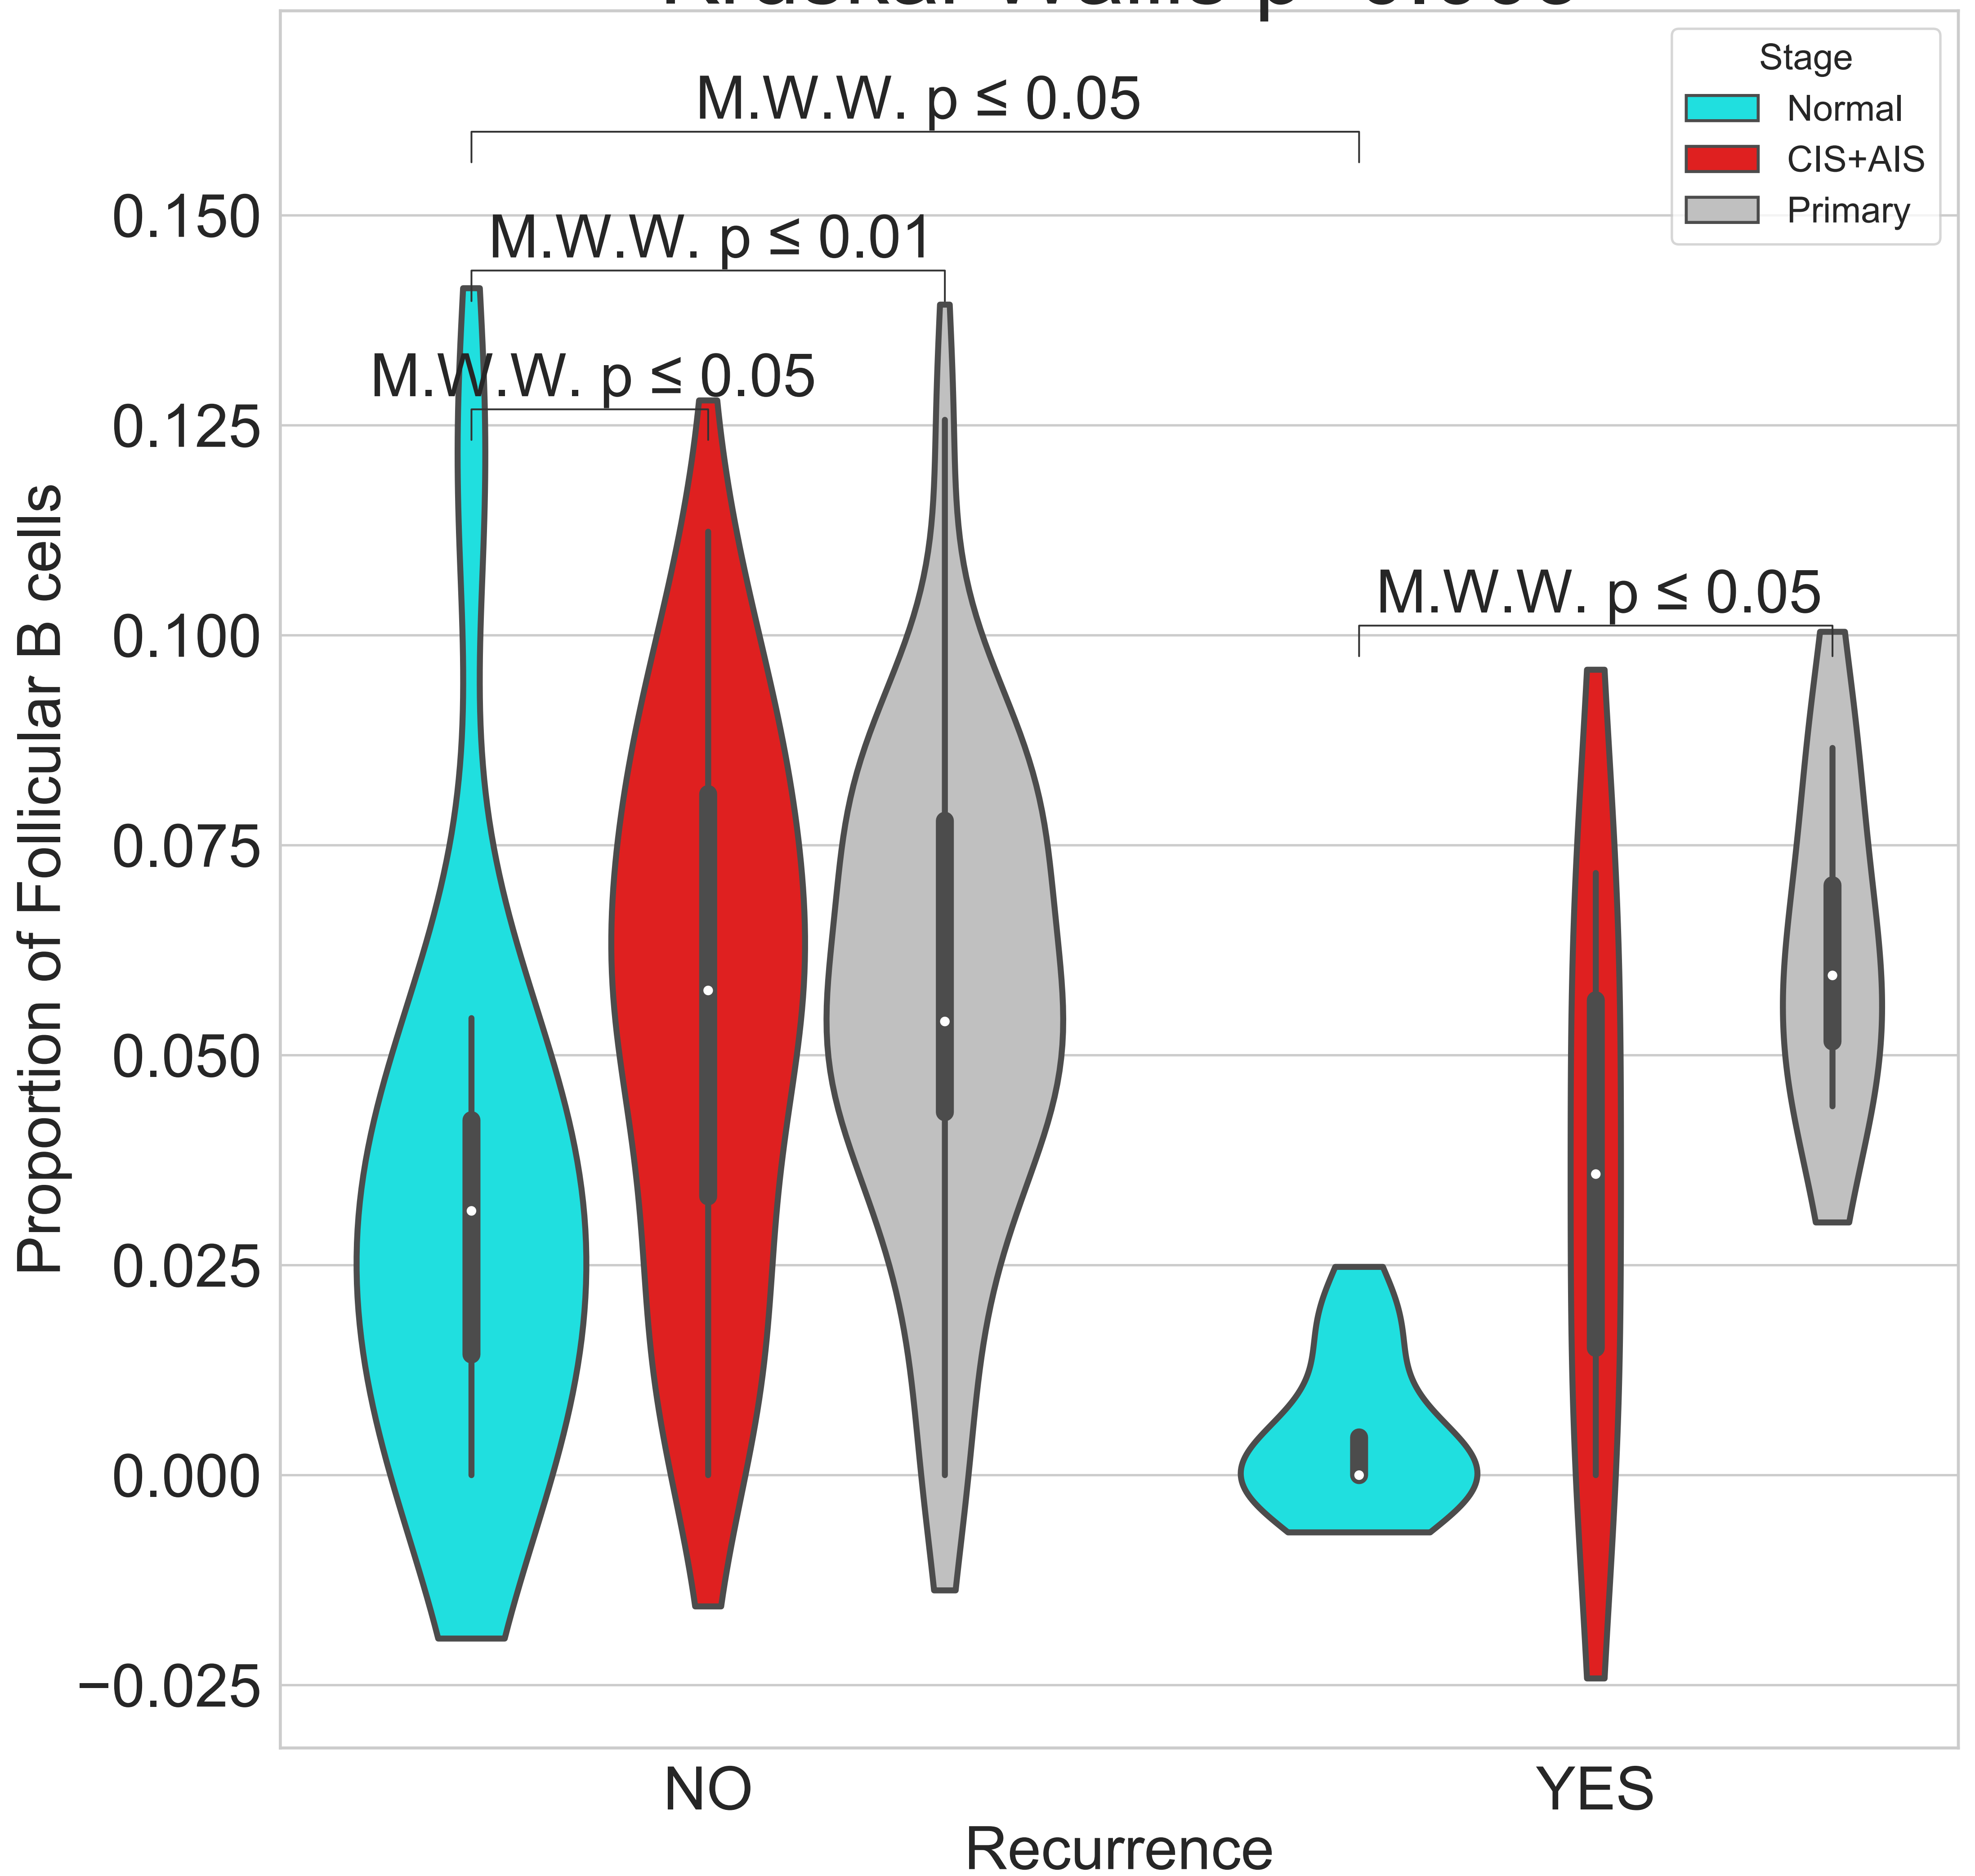 M.W.W. p ≤ 0.05
M.W.W. p ≤ 0.01
M.W.W. p ≤ 0.05
M.W.W. p ≤ 0.05
Stage
Normal
CIS+AIS
Primary
Proportion of Follicular B cells
0.150
0.125
0.100
0.075
0.050
0.025
0.000
−0.025
NO
YES
Recurrence